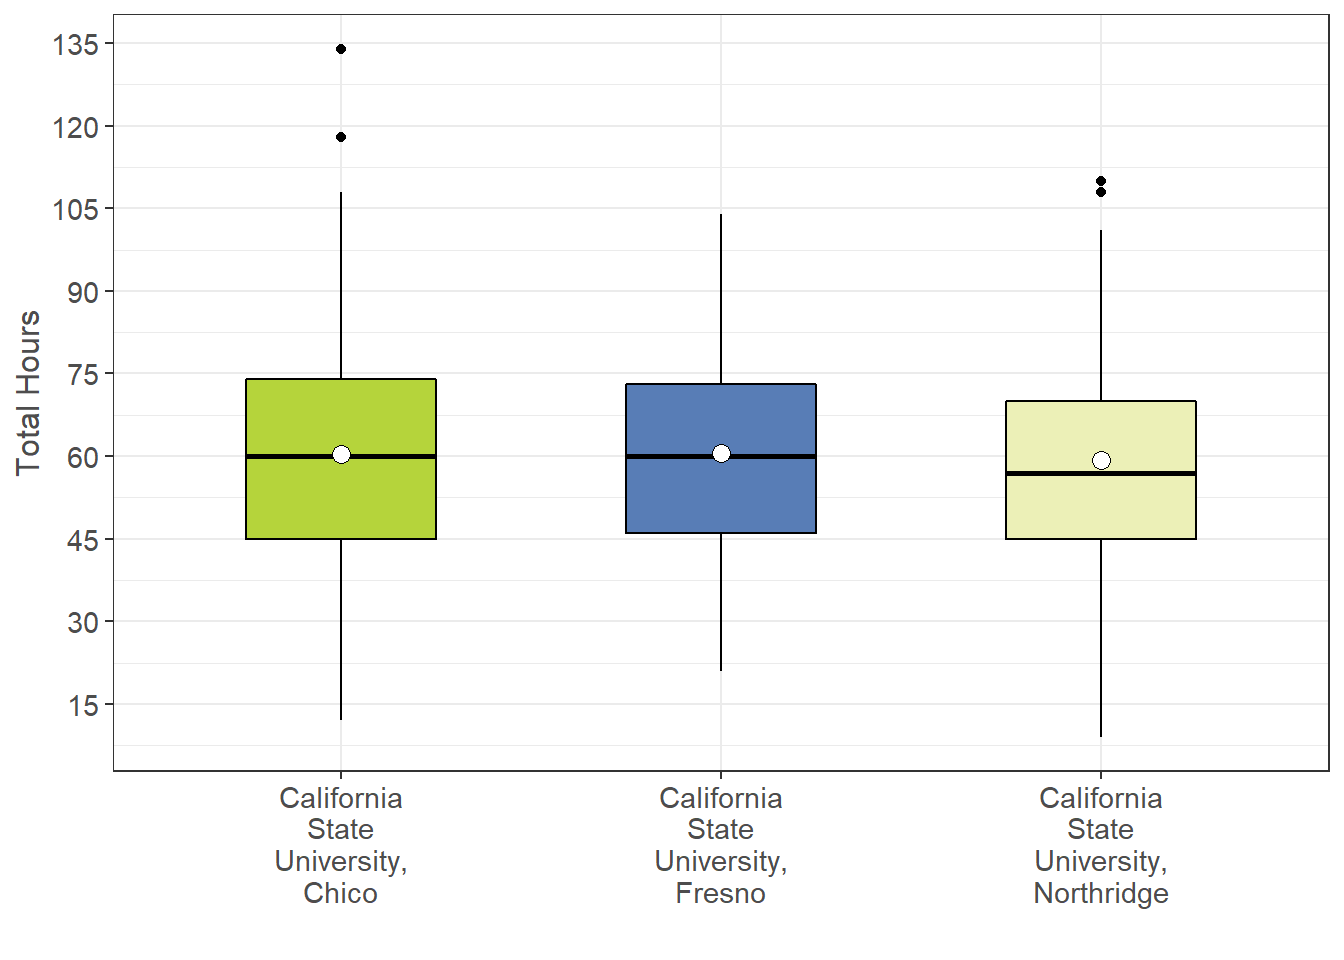 135
120
105
90
75
60
45
30
15
Total Hours
California
State
University,
Chico
California
State
University,
Fresno
California
State
University,
Northridge